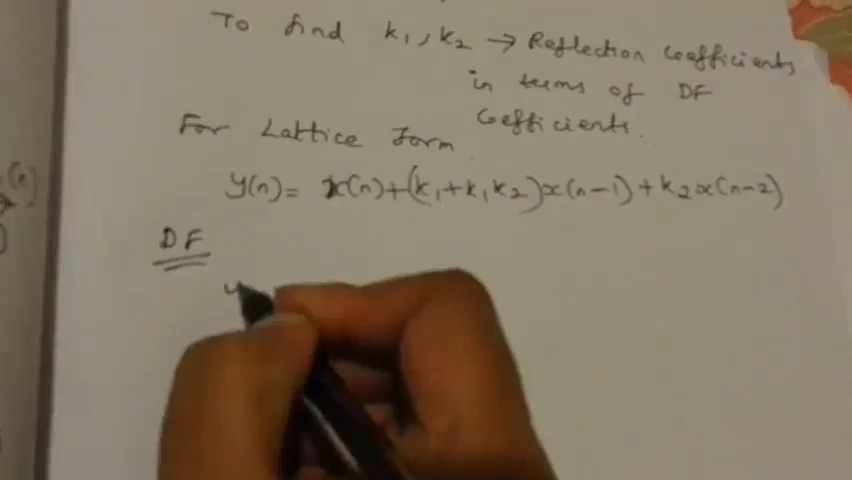 To find k1, k2 → Reflection Coefficients
in terms of DF
Coefficients.
For Lattice Form
y(n) = x(n)+(k1+k1k2)x(n-1)+k2x(n-2)
DF
y
(n)